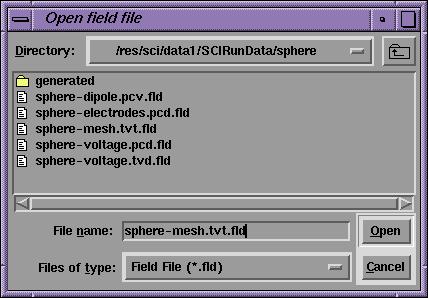 Open field file
Directory: /res/sci/data1/SCIRunData/sphere
generated
sphere-dipole.pcv.fld
sphere-electrodes.pcd.fld
sphere-mesh.tvt.fld
sphere-voltage.pcd.fld
sphere-voltage.tvd.fld
File name: sphere-mesh.tvt.fld Open
Files of type: Field File (*.fld) Cancel